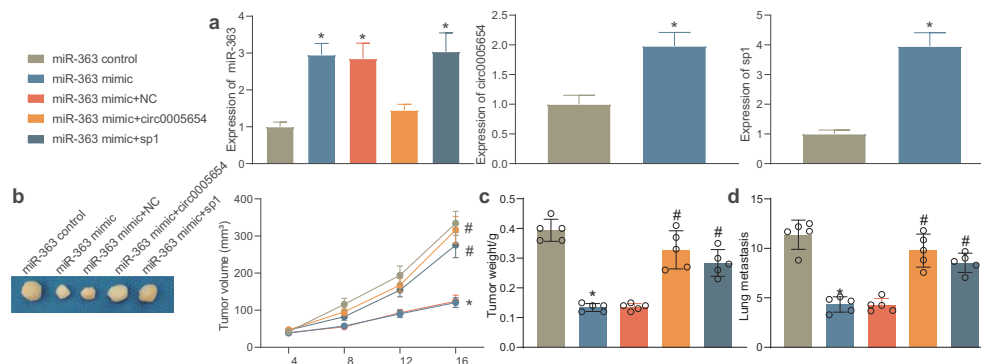 a
miR-363 control
miR-363 mimic
miR-363 mimic+NC
miR-363 mimic+circ0005654
miR-363 mimic+sp1
Expression of miR-363
4
3
2
1
0
*
*
*
Expression of circ0005654
2.5
2.0
1.5
1.0
0.5
0.0
*
Expression of sp1
6
4
2
0
*
b
miR-363 control
miR-363 mimic
miR-363 mimic+NC
miR-363 mimic+circ0005654
miR-363 mimic+sp1
Tumor volume (mm³)
400
300
200
100
0
4
8
12
16
#
#
*
c
Tumor weight/g
0.5
0.4
0.3
0.2
0.1
0.0
*
#
#
d
Lung metastasis
15
10
5
0
*
#
#